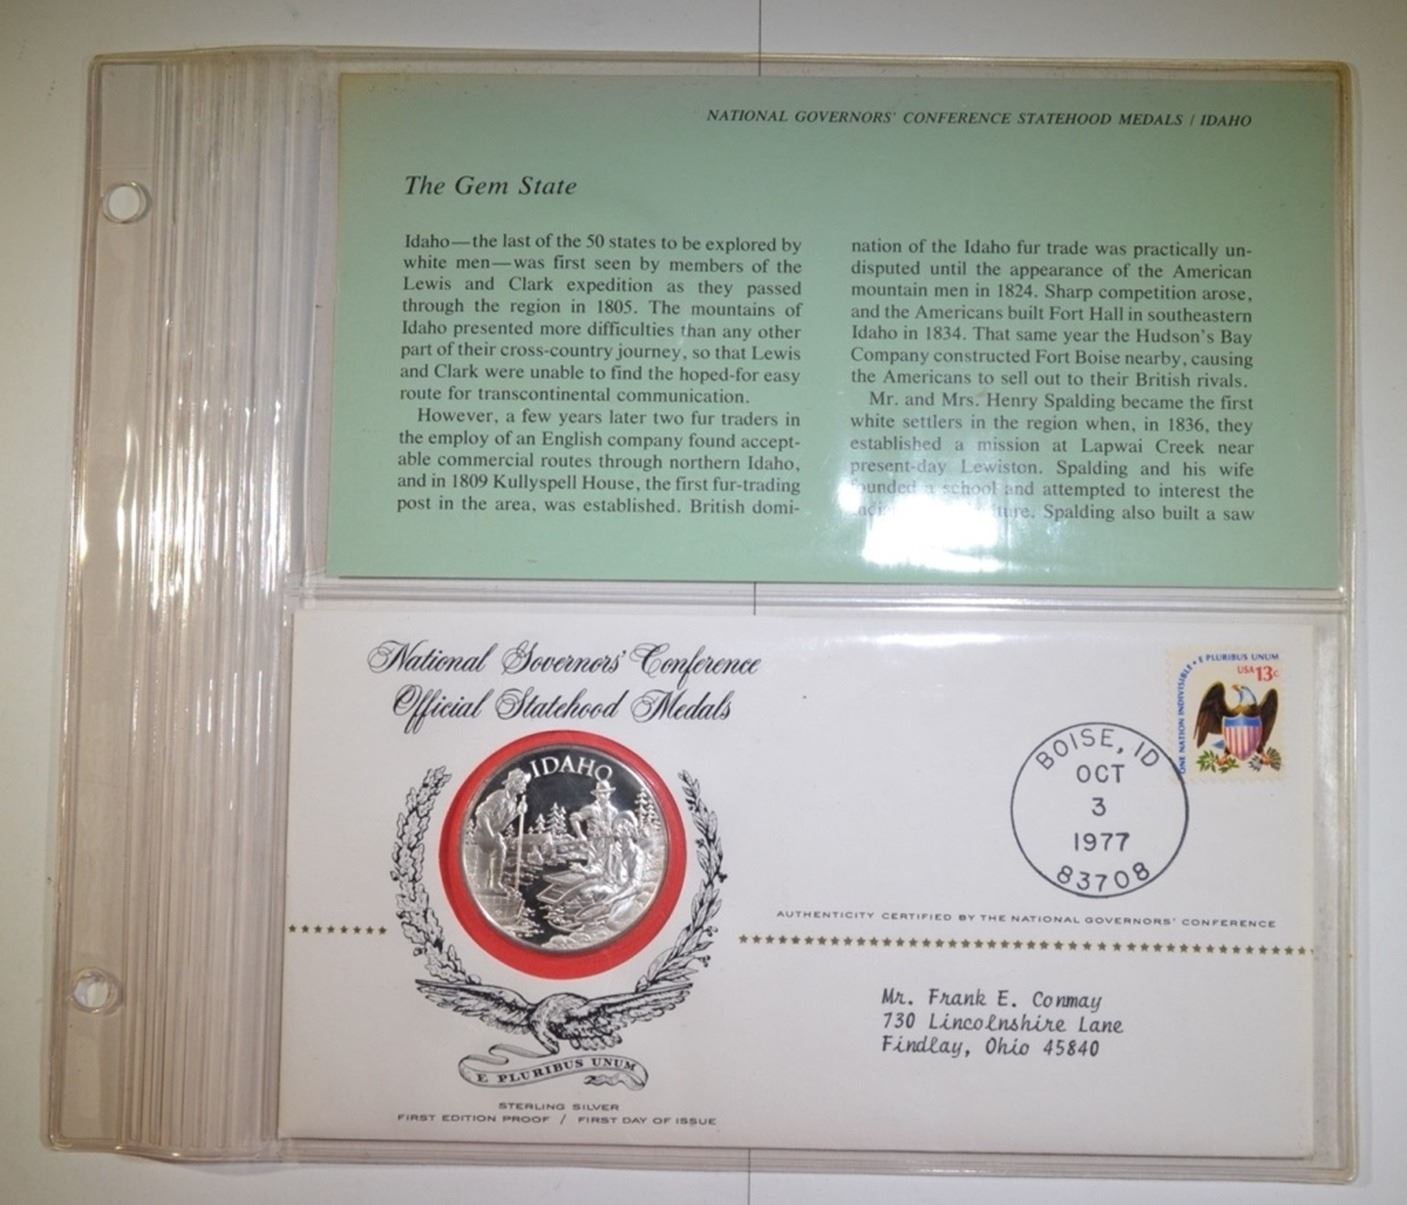 NATIONAL GOVERNORS' CONFERENCE STATEHOOD MEDALS / IDAHO
The Gem State
Idaho—the last of the 50 states to be explored by
white men—was first seen by members of the
Lewis and Clark expedition as they passed
through the region in 1805. The mountains of
Idaho presented more difficulties than any other
part of their cross-country journey, so that Lewis
and Clark were unable to find the hoped-for easy
route for transcontinental communication.
However, a few years later two fur traders in
the employ of an English company found accept-
able commercial routes through northern Idaho,
and in 1809 Kullyspell House, the first fur-trading
post in the area, was established. British domi-
nation of the Idaho fur trade was practically un-
disputed until the appearance of the American
mountain men in 1824. Sharp competition arose,
and the Americans built Fort Hall in southeastern
Idaho in 1834. That same year the Hudson's Bay
Company constructed Fort Boise nearby, causing
the Americans to sell out to their British rivals.
Mr. and Mrs. Henry Spalding became the first
white settlers in the region when, in 1836, they
established a mission at Lapwai Creek near
present-day Lewiston. Spalding and his wife
founded a school and attempted to interest the
Spalding also built a saw
National Governors' Conference
Official Statehood Medals
IDAHO
E PLURIBUS UNUM
STERLING SILVER
FIRST EDITION PROOF / FIRST DAY OF ISSUE
ONE NATION INDIVISIBLE • E PLURIBUS UNUM
USA 13c
BOISE, ID
OCT
3
1977
83708
AUTHENTICITY CERTIFIED BY THE NATIONAL GOVERNORS' CONFERENCE
Mr. Frank E. Conmay
730 Lincolnshire Lane
Findlay, Ohio 45840